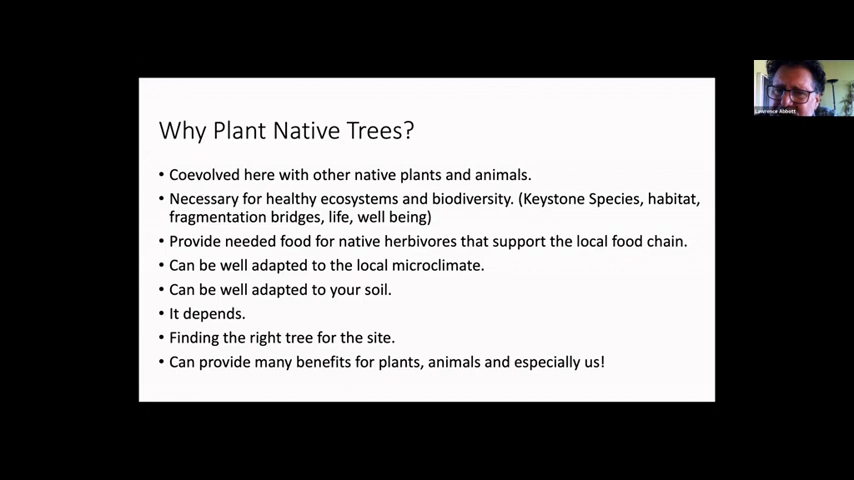 Why Plant Native Trees?
• Coevolved here with other native plants and animals.
• Necessary for healthy ecosystems and biodiversity. (Keystone Species, habitat,
fragmentation bridges, life, well being)
• Provide needed food for native herbivores that support the local food chain.
• Can be well adapted to the local microclimate.
• Can be well adapted to your soil.
• It depends.
• Finding the right tree for the site.
• Can provide many benefits for plants, animals and especially us!
Lawrence Abbott